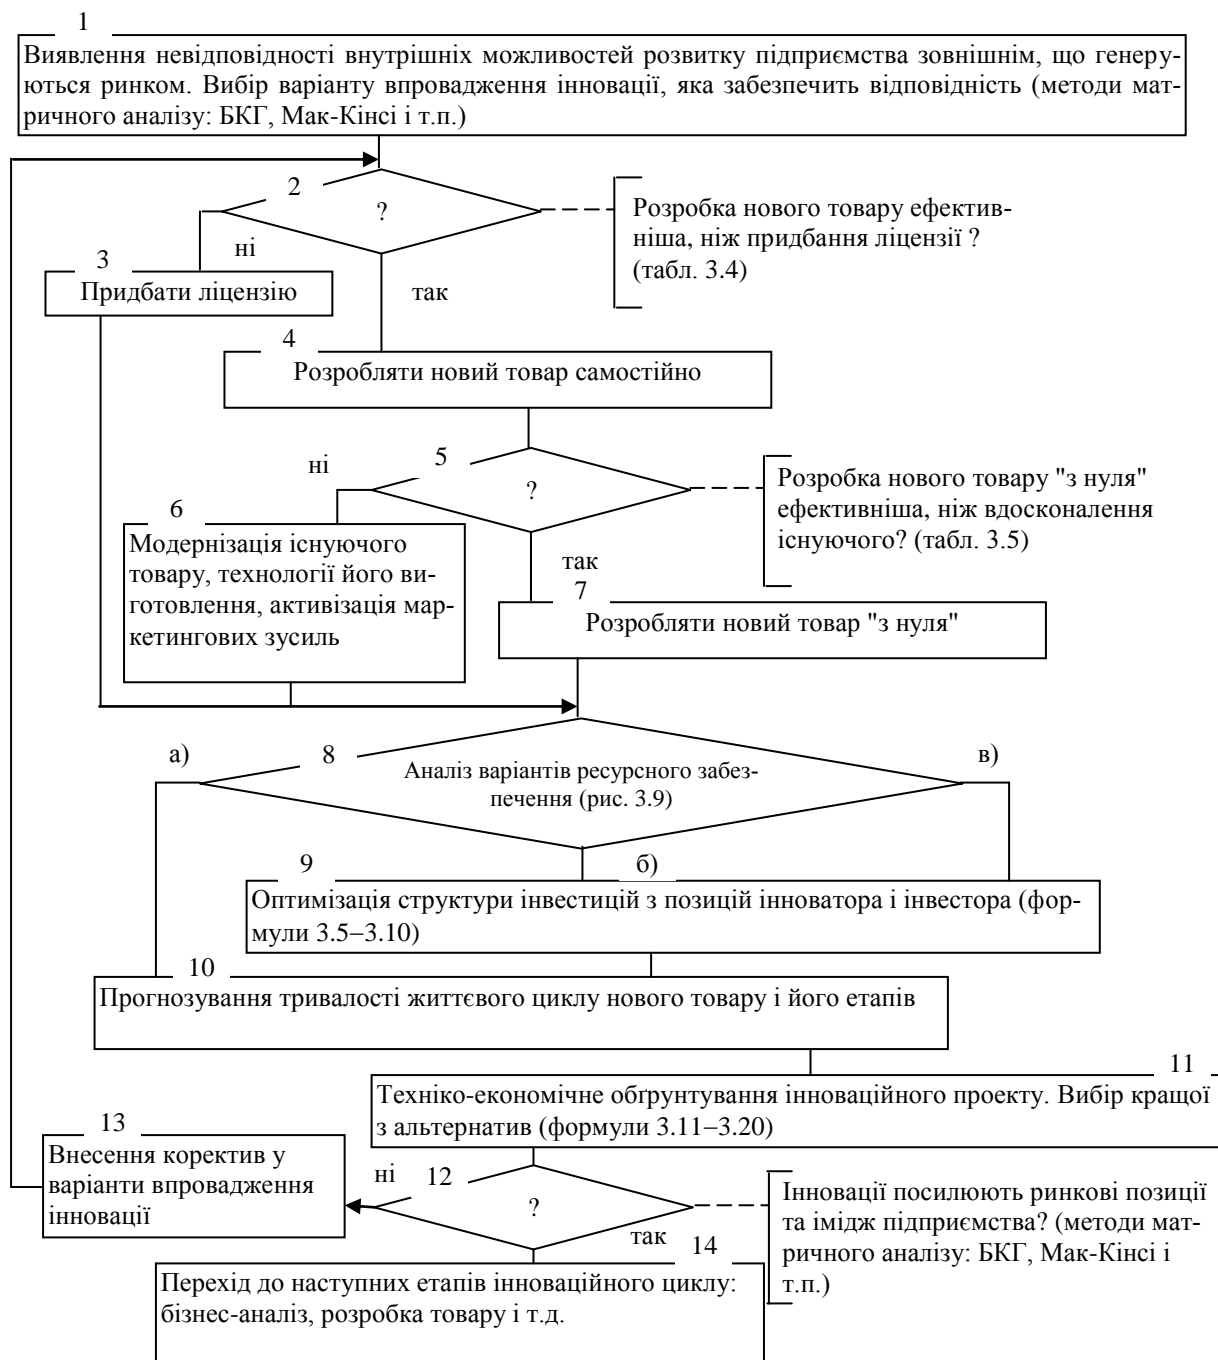 1
Виявлення невідповідності внутрішніх можливостей розвитку підприємства зовнішнім, що генеру-
ються ринком. Вибір варіанту впровадження інновації, яка забезпечить відповідність (методи мат-
ричного аналізу: БКГ, Мак-Кінсі і т.п.)
2
?
Розробка нового товару ефектив-
ніша, ніж придбання ліцензії ?
(табл. 3.4)
ні
3
Придбати ліцензію
так
4
Розробляти новий товар самостійно
ні
5
?
Розробка нового товару "з нуля"
ефективніша, ніж вдосконалення
існуючого? (табл. 3.5)
6
Модернізація існуючого
товару, технології його ви-
готовлення, активізація мар-
кетингових зусиль
так
7
Розробляти новий товар "з нуля"
а)
8
в)
Аналіз варіантів ресурсного забез-
печення (рис. 3.9)
9
б)
Оптимізація структури інвестицій з позицій інноватора і інвестора (фор-
мули 3.5–3.10)
10
Прогнозування тривалості життєвого циклу нового товару і його етапів
11
Техніко-економічне обґрунтування інноваційного проекту. Вибір кращої
з альтернатив (формули 3.11–3.20)
13
Внесення коректив у
варіанти впровадження
інновації
ні
12
?
Інновації посилюють ринкові позиції
та імідж підприємства? (методи мат-
ричного аналізу: БКГ, Мак-Кінсі і
т.п.)
так
14
Перехід до наступних етапів інноваційного циклу:
бізнес-аналіз, розробка товару і т.д.